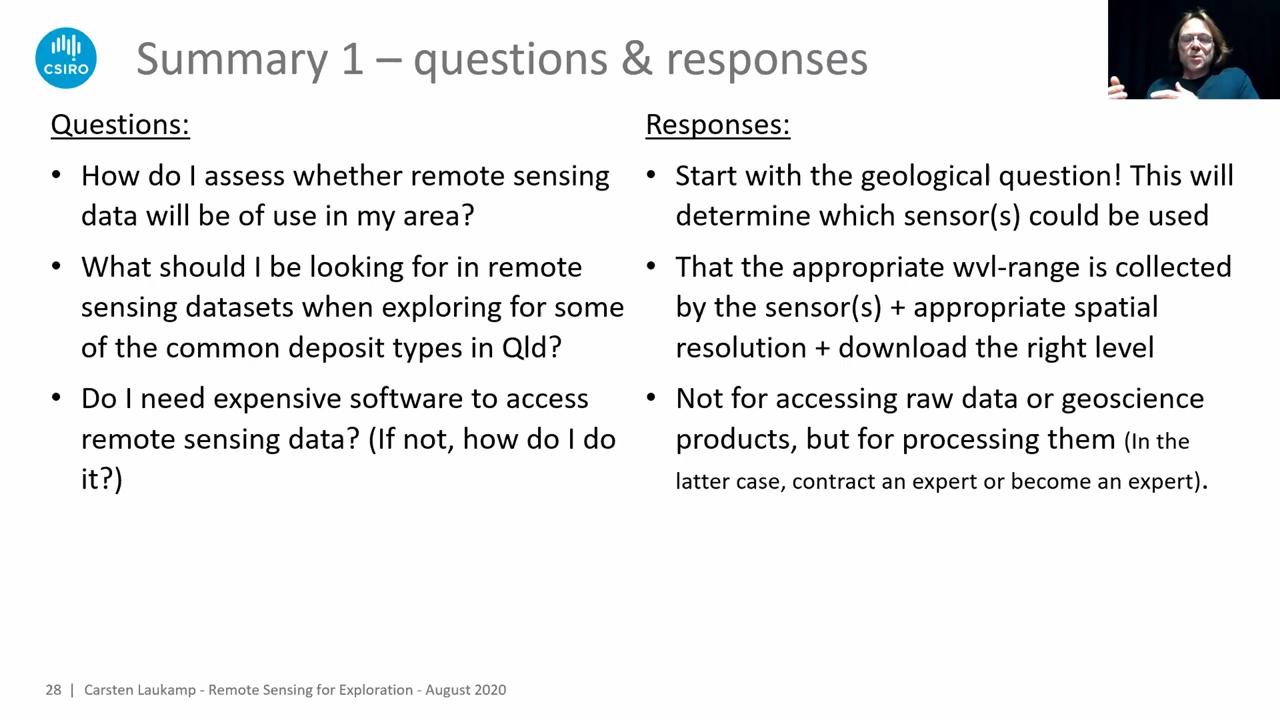 CSIRO
Summary 1 – questions & responses
Questions:
• How do I assess whether remote sensing
data will be of use in my area?
• What should I be looking for in remote
sensing datasets when exploring for some
of the common deposit types in Qld?
• Do I need expensive software to access
remote sensing data? (If not, how do I do
it?)
Responses:
• Start with the geological question! This will
determine which sensor(s) could be used
• That the appropriate wvl-range is collected
by the sensor(s) + appropriate spatial
resolution + download the right level
• Not for accessing raw data or geoscience
products, but for processing them (In the
latter case, contract an expert or become an expert).
28 | Carsten Laukamp - Remote Sensing for Exploration - August 2020